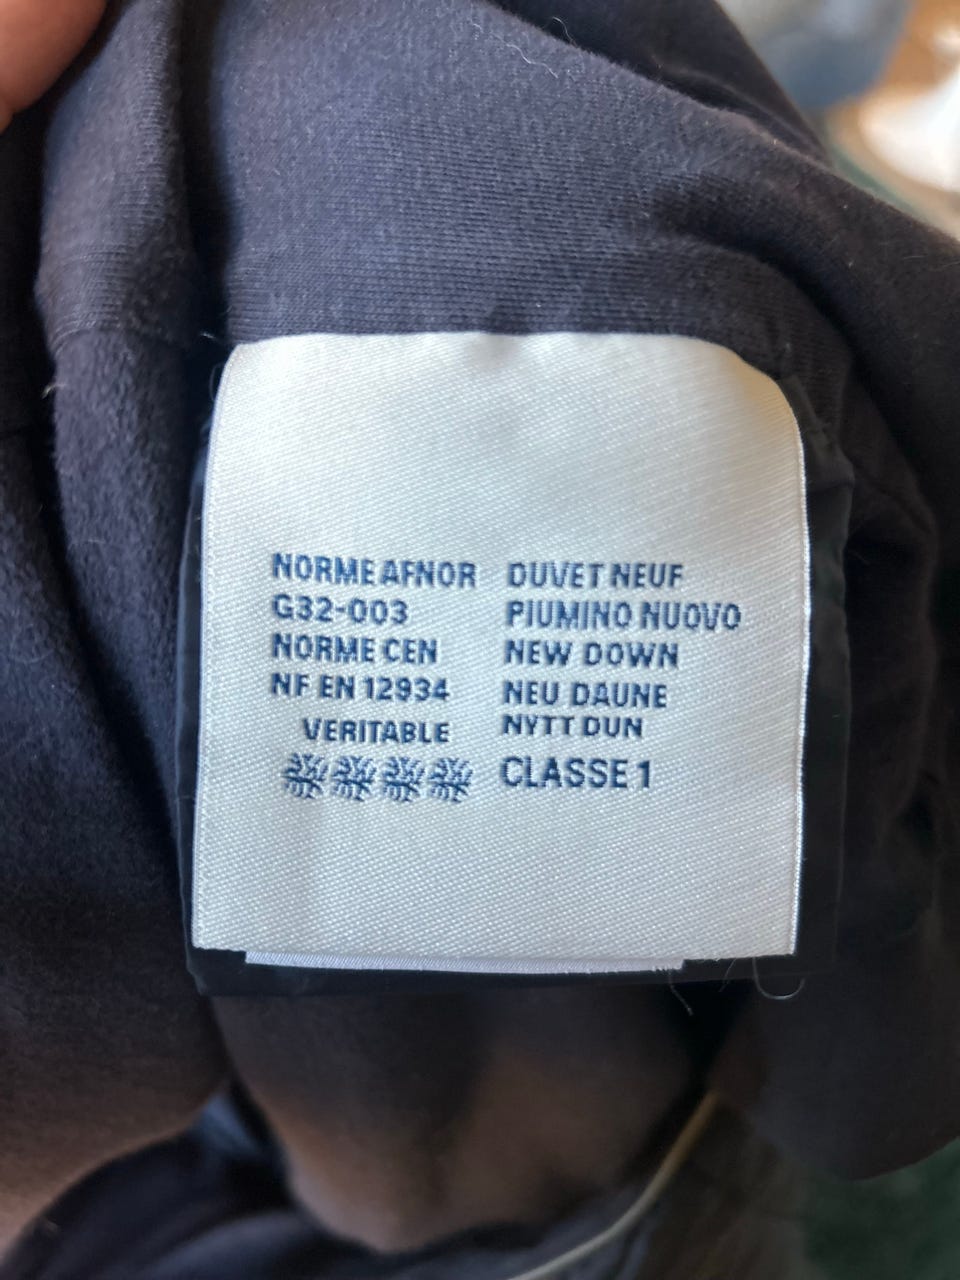 NORME AFNOR
G32-003
NORME CEN
NF EN 12934
VERITABLE
DUVET NEUF
PIUMINO NUOVO
NEW DOWN
NEU DAUNE
NYTT DUN
CLASSE 1